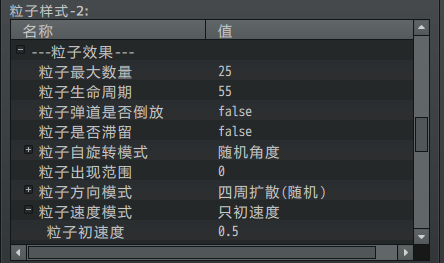 粒子样式-2:
名称 值
---粒子效果---
粒子最大数量 25
粒子生命周期 55
粒子弹道是否倒放 false
粒子是否滞留 false
粒子自旋转模式 随机角度
粒子出现范围 0
粒子方向模式 四周扩散(随机)
粒子速度模式 只初速度
粒子初速度 0.5